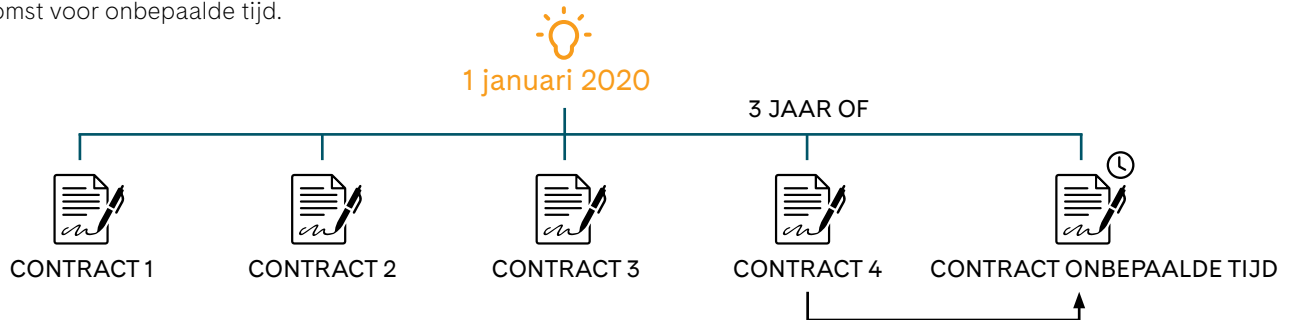 omst voor onbepaalde tijd.
1 januari 2020
3 JAAR OF
CONTRACT 1
CONTRACT 2
CONTRACT 3
CONTRACT 4
CONTRACT ONBEPAALDE TIJD